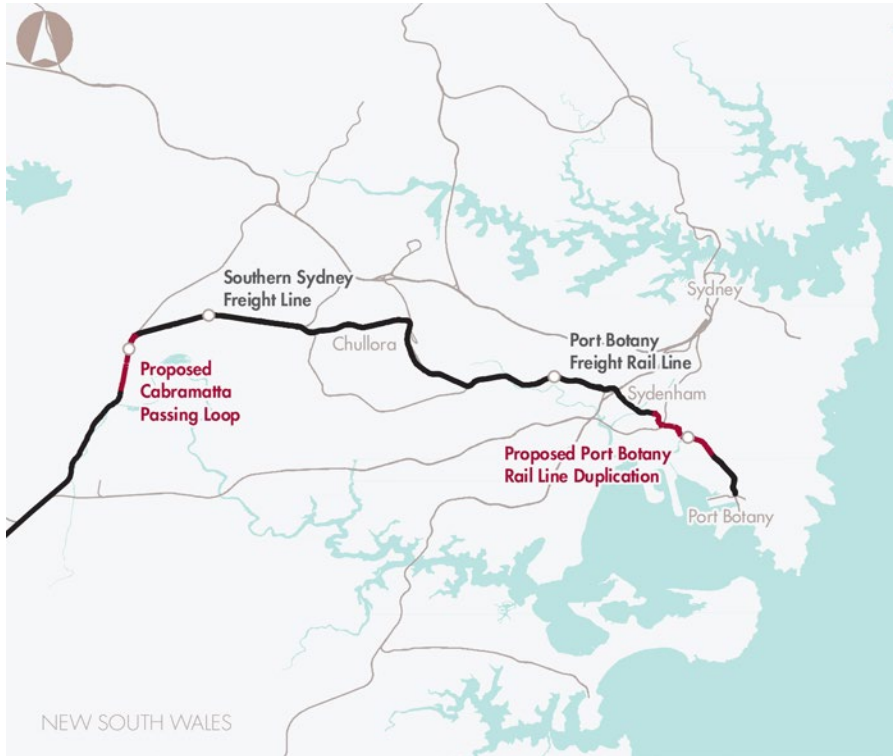 Southern Sydney
Freight Line
Sydney
Chullora
Port Botany
Freight Rail Line
Proposed
Cabramatta
Passing Loop
Sydenham
Proposed Port Botany
Rail Line Duplication
Port Botany
NEW SOUTH WALES